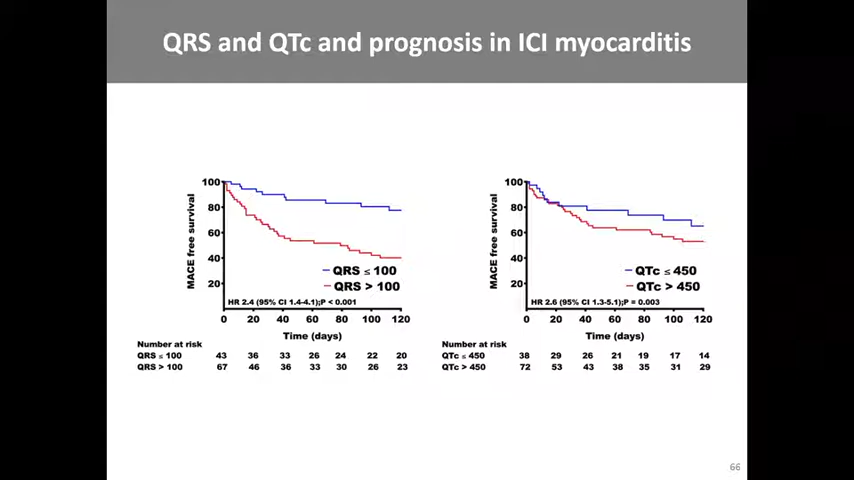 QRS and QTc and prognosis in ICI myocarditis
MACE free survival
100
80
60
40
20
QRS ≤ 100
QRS > 100
HR 2.4 (95% CI 1.4-4.1);P < 0.001
0 20 40 60 80 100 120
Time (days)
Number at risk
QRS ≤ 100 43 36 33 26 24 22 20
QRS > 100 67 46 36 33 30 26 23
MACE free survival
100
80
60
40
20
QTc ≤ 450
QTc > 450
HR 2.6 (95% CI 1.3-5.1);P = 0.003
0 20 40 60 80 100 120
Time (days)
Number at risk
QTc ≤ 450 38 29 26 21 19 17 14
QTc > 450 72 53 43 38 35 31 29
66